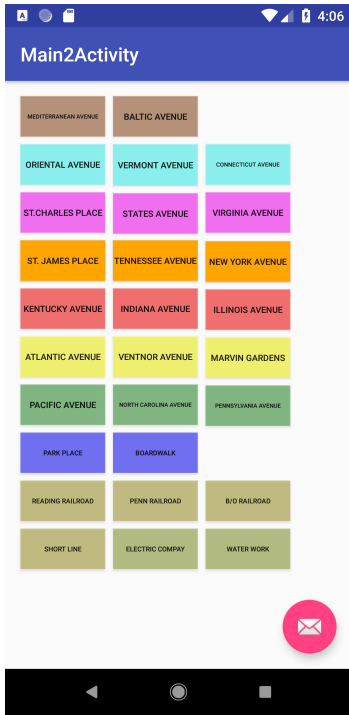 4:06
Main2Activity
MEDITERRANEAN AVENUE BALTIC AVENUE
ORIENTAL AVENUE VERMONT AVENUE CONNECTICUT AVENUE
ST.CHARLES PLACE STATES AVENUE VIRGINIA AVENUE
ST. JAMES PLACE TENNESSEE AVENUE NEW YORK AVENUE
KENTUCKY AVENUE INDIANA AVENUE ILLINOIS AVENUE
ATLANTIC AVENUE VENTNOR AVENUE MARVIN GARDENS
PACIFIC AVENUE NORTH CAROLINA AVENUE PENNSYLVANIA AVENUE
PARK PLACE BOARDWALK
READING RAILROAD PENN RAILROAD B/O RAILROAD
SHORT LINE ELECTRIC COMPAY WATER WORK